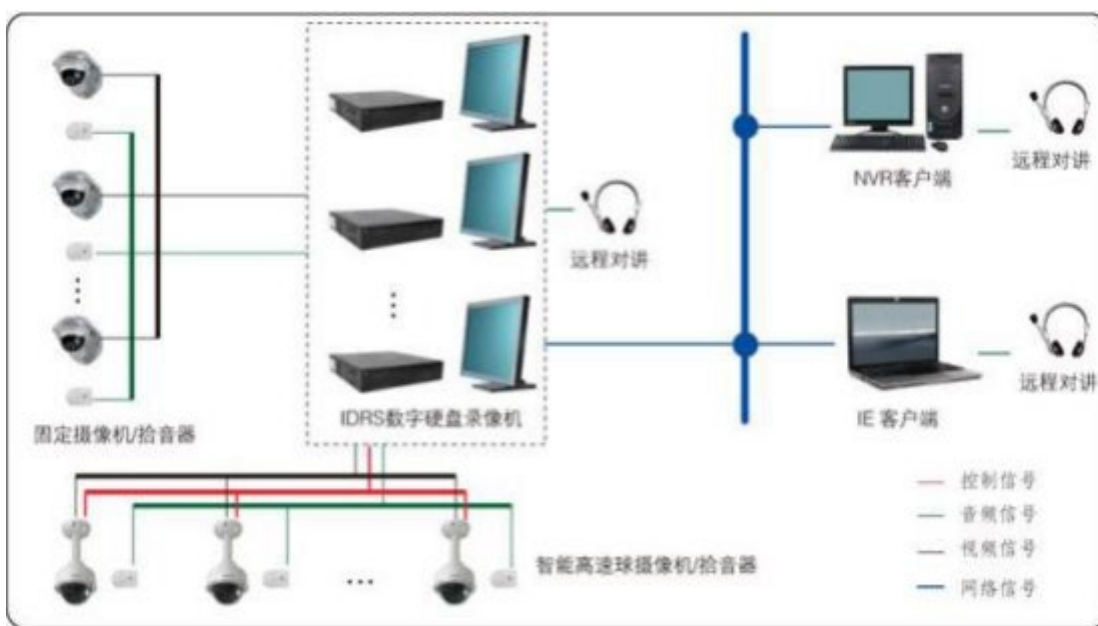 远程对讲
NVR客户端
远程对讲
IDRS数字硬盘录像机
固定摄像机/拾音器
IE 客户端
远程对讲
控制信号
音频信号
视频信号
网络信号
智能高速球摄像机/拾音器